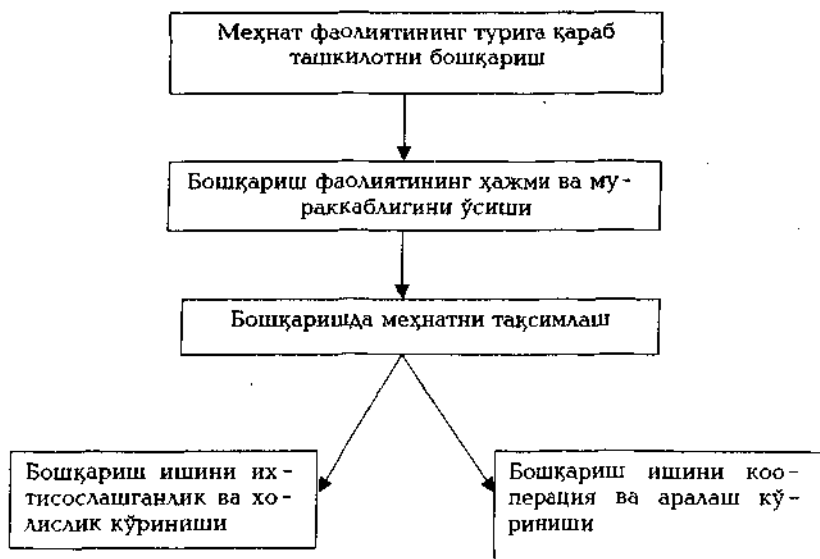 Меҳнат фаолиятининг турига қараб
ташкилотни бошқариш
Бошқариш фаолиятининг ҳажми ва му-
раккаблигини ўсиши
Бошқаришда меҳнатни тақсимлаш
Бошқариш ишини их-
тисослашганлик ва хо-
лислик кўриниши
Бошқариш ишини коо-
перация ва аралаш кў-
риниши